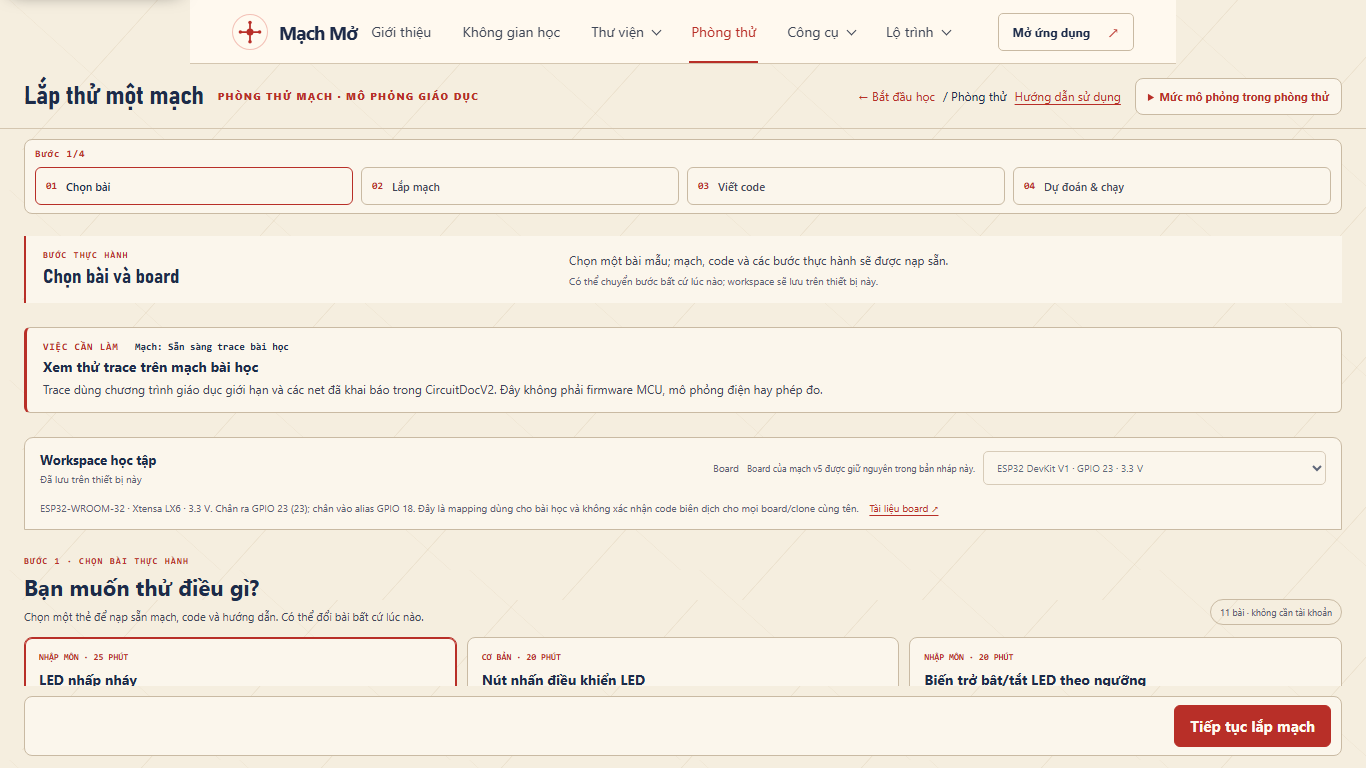 Mạch Mở Giới thiệu Không gian học Thư viện Phòng thử Công cụ Lộ trình Mở ứng dụng ↗
Lắp thử một mạch PHÒNG THỬ MẠCH · MÔ PHỎNG GIÁO DỤC ← Bắt đầu học / Phòng thử Hướng dẫn sử dụng ▶ Mức mô phỏng trong phòng thử
Bước 1/4
01 Chọn bài 02 Lắp mạch 03 Viết code 04 Dự đoán & chạy
BƯỚC THỰC HÀNH
Chọn bài và board
Chọn một bài mẫu; mạch, code và các bước thực hành sẽ được nạp sẵn.
Có thể chuyển bước bất cứ lúc nào; workspace sẽ lưu trên thiết bị này.
VIỆC CẦN LÀM Mạch: Sẵn sàng trace bài học
Xem thử trace trên mạch bài học
Trace dùng chương trình giáo dục giới hạn và các net đã khai báo trong CircuitDocV2. Đây không phải firmware MCU, mô phỏng điện hay phép đo.
Workspace học tập
Đã lưu trên thiết bị này
Board Board của mạch v5 được giữ nguyên trong bản nháp này. ESP32 DevKit V1 · GPIO 23 · 3.3 V
ESP32-WROOM-32 · Xtensa LX6 · 3.3 V. Chân ra GPIO 23 (23); chân vào alias GPIO 18. Đây là mapping dùng cho bài học và không xác nhận code biên dịch cho mọi board/clone cùng tên. Tài liệu board ↗
BƯỚC 1 · CHỌN BÀI THỰC HÀNH
Bạn muốn thử điều gì?
Chọn một thẻ để nạp sẵn mạch, code và hướng dẫn. Có thể đổi bài bất cứ lúc nào.
11 bài · không cần tài khoản
NHẬP MÔN · 25 PHÚT
LED nhấp nháy
CƠ BẢN · 20 PHÚT
Nút nhấn điều khiển LED
NHẬP MÔN · 20 PHÚT
Biến trở bật/tắt LED theo ngưỡng
Tiếp tục lắp mạch